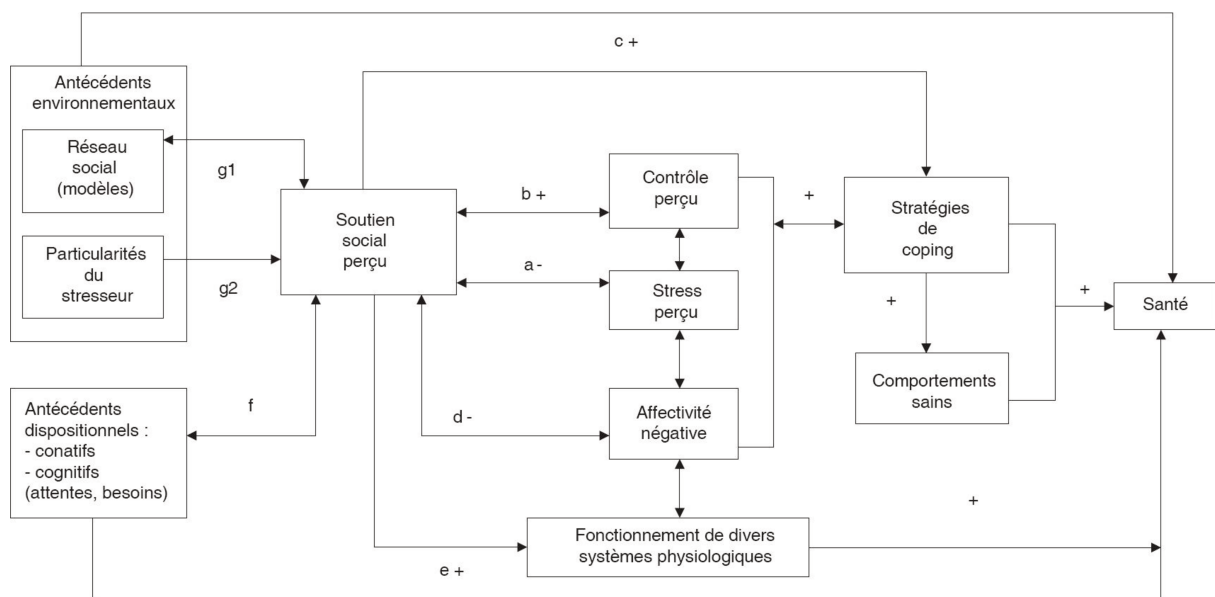 c +
Antécédents
environnementaux
Réseau
social
(modèles)
g1
Particularités
du
stresseur
g2
Soutien
social
perçu
b +
a -
Contrôle
perçu
Stress
perçu
+
Stratégies
de
coping
+
+
Santé
Comportements
sains
Antécédents
dispositionnels :
- conatifs
- cognitifs
(attentes, besoins)
f
d -
Affectivité
négative
+
Fonctionnement de divers
systèmes physiologiques
e +